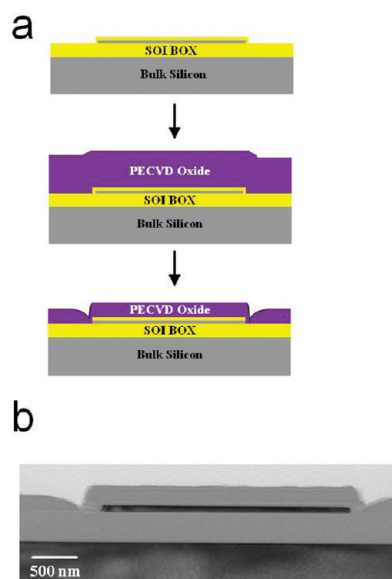 a
SOI BOX
Bulk Silicon
PECVD Oxide
SOI BOX
Bulk Silicon
PECVD Oxide
SOI BOX
Bulk Silicon
b
500 nm